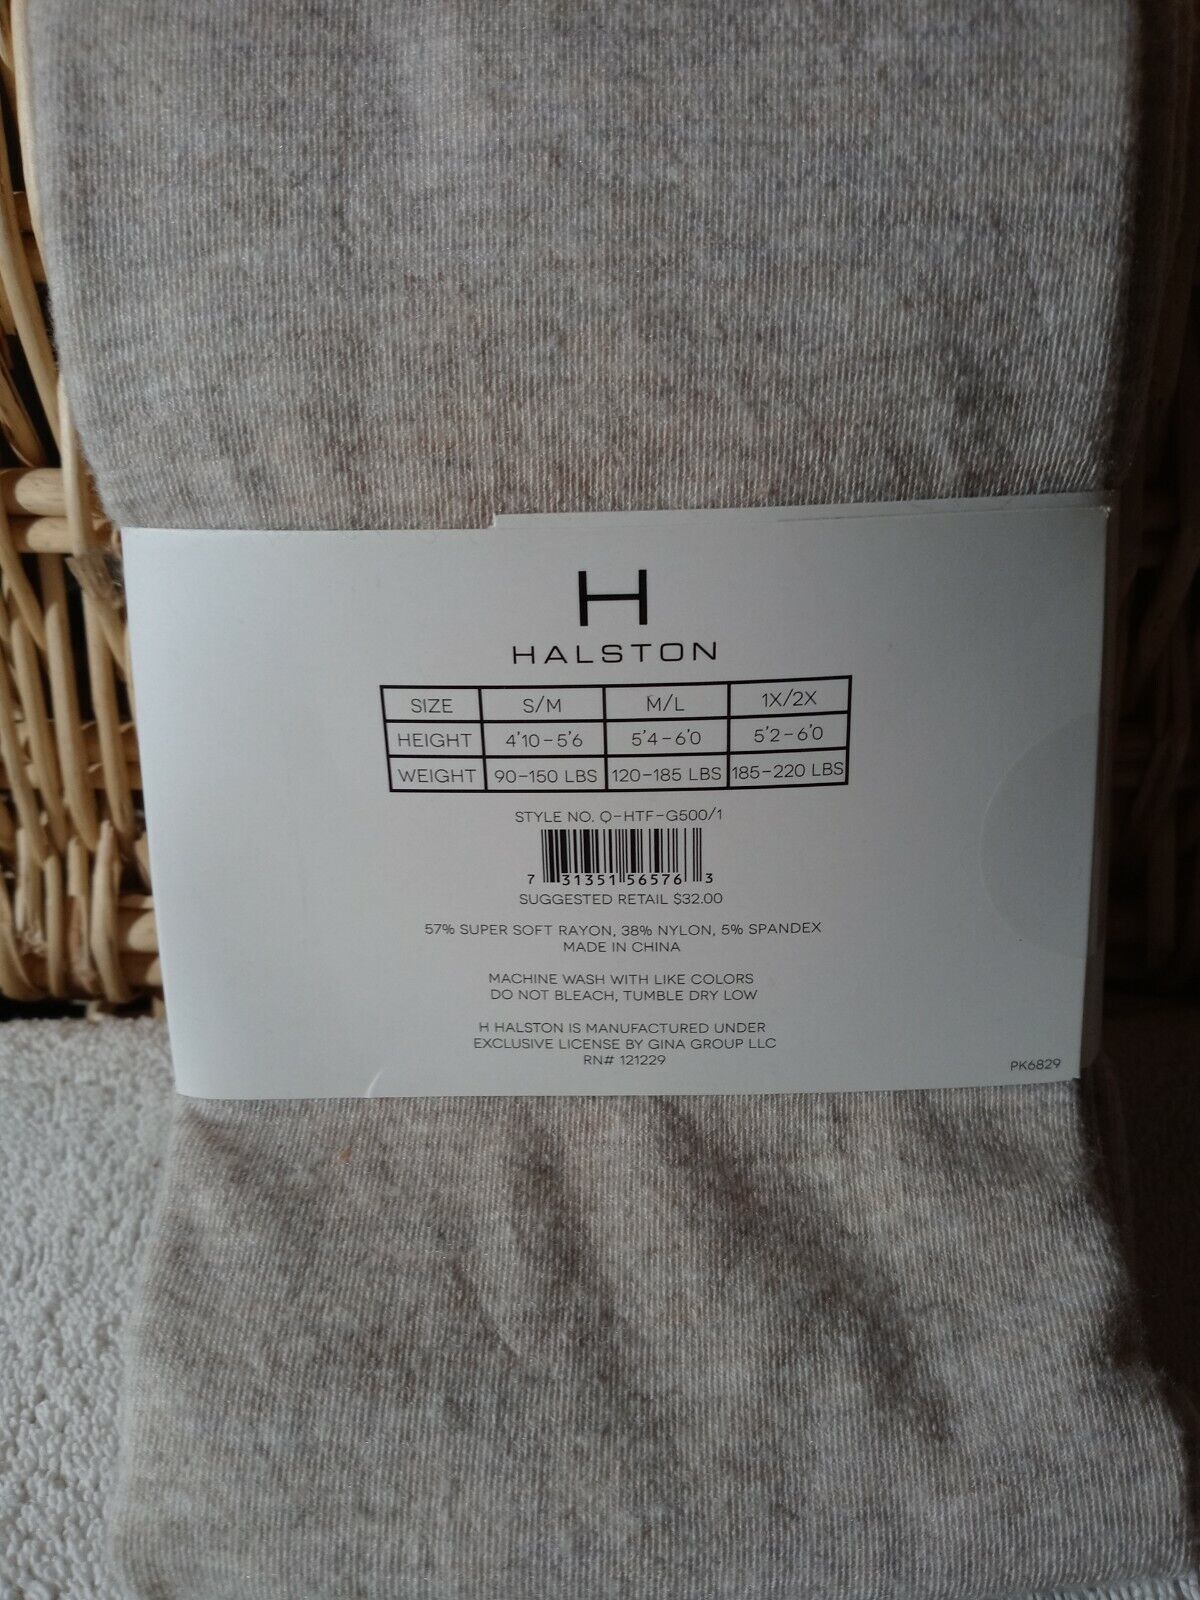 H
HALSTON
SIZE S/M M/L 1X/2X
HEIGHT 4'10-5'6 5'4-6'0 5'2-6'0
WEIGHT 90-150 LBS 120-185 LBS 185-220 LBS
STYLE NO. Q-HTF-G500/1
7 31351 56576 3
SUGGESTED RETAIL $32.00
57% SUPER SOFT RAYON, 38% NYLON, 5% SPANDEX
MADE IN CHINA
MACHINE WASH WITH LIKE COLORS
DO NOT BLEACH, TUMBLE DRY LOW
H HALSTON IS MANUFACTURED UNDER
EXCLUSIVE LICENSE BY GINA GROUP LLC
RN# 121229
PK6829